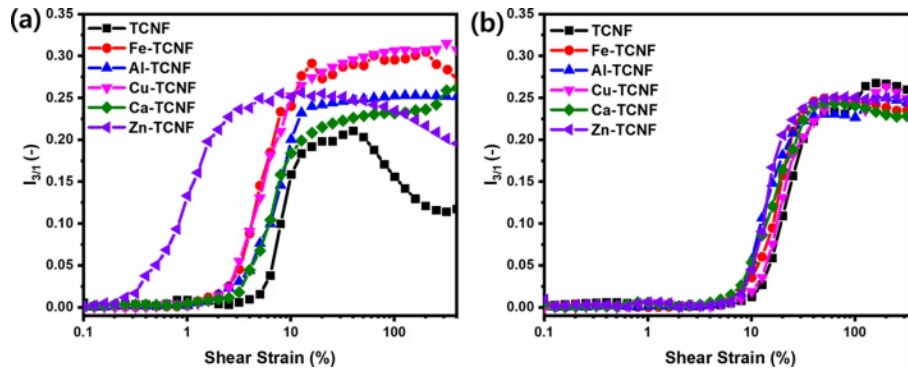 (a)
TCNF
Fe-TCNF
Al-TCNF
Cu-TCNF
Ca-TCNF
Zn-TCNF
I3/1 (-)
0.35
0.30
0.25
0.20
0.15
0.10
0.05
0.00
0.1 1 10 100
Shear Strain (%)
(b)
TCNF
Fe-TCNF
Al-TCNF
Cu-TCNF
Ca-TCNF
Zn-TCNF
I3/1 (-)
0.35
0.30
0.25
0.20
0.15
0.10
0.05
0.00
0.1 1 10 100
Shear Strain (%)